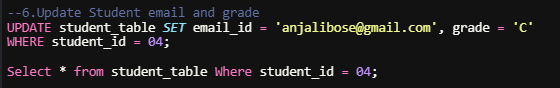 --6.Update Student email and grade
UPDATE student_table SET email_id = 'anjalibose@gmail.com', grade = 'C'
WHERE student_id = 04;
Select * from student_table Where student_id = 04;